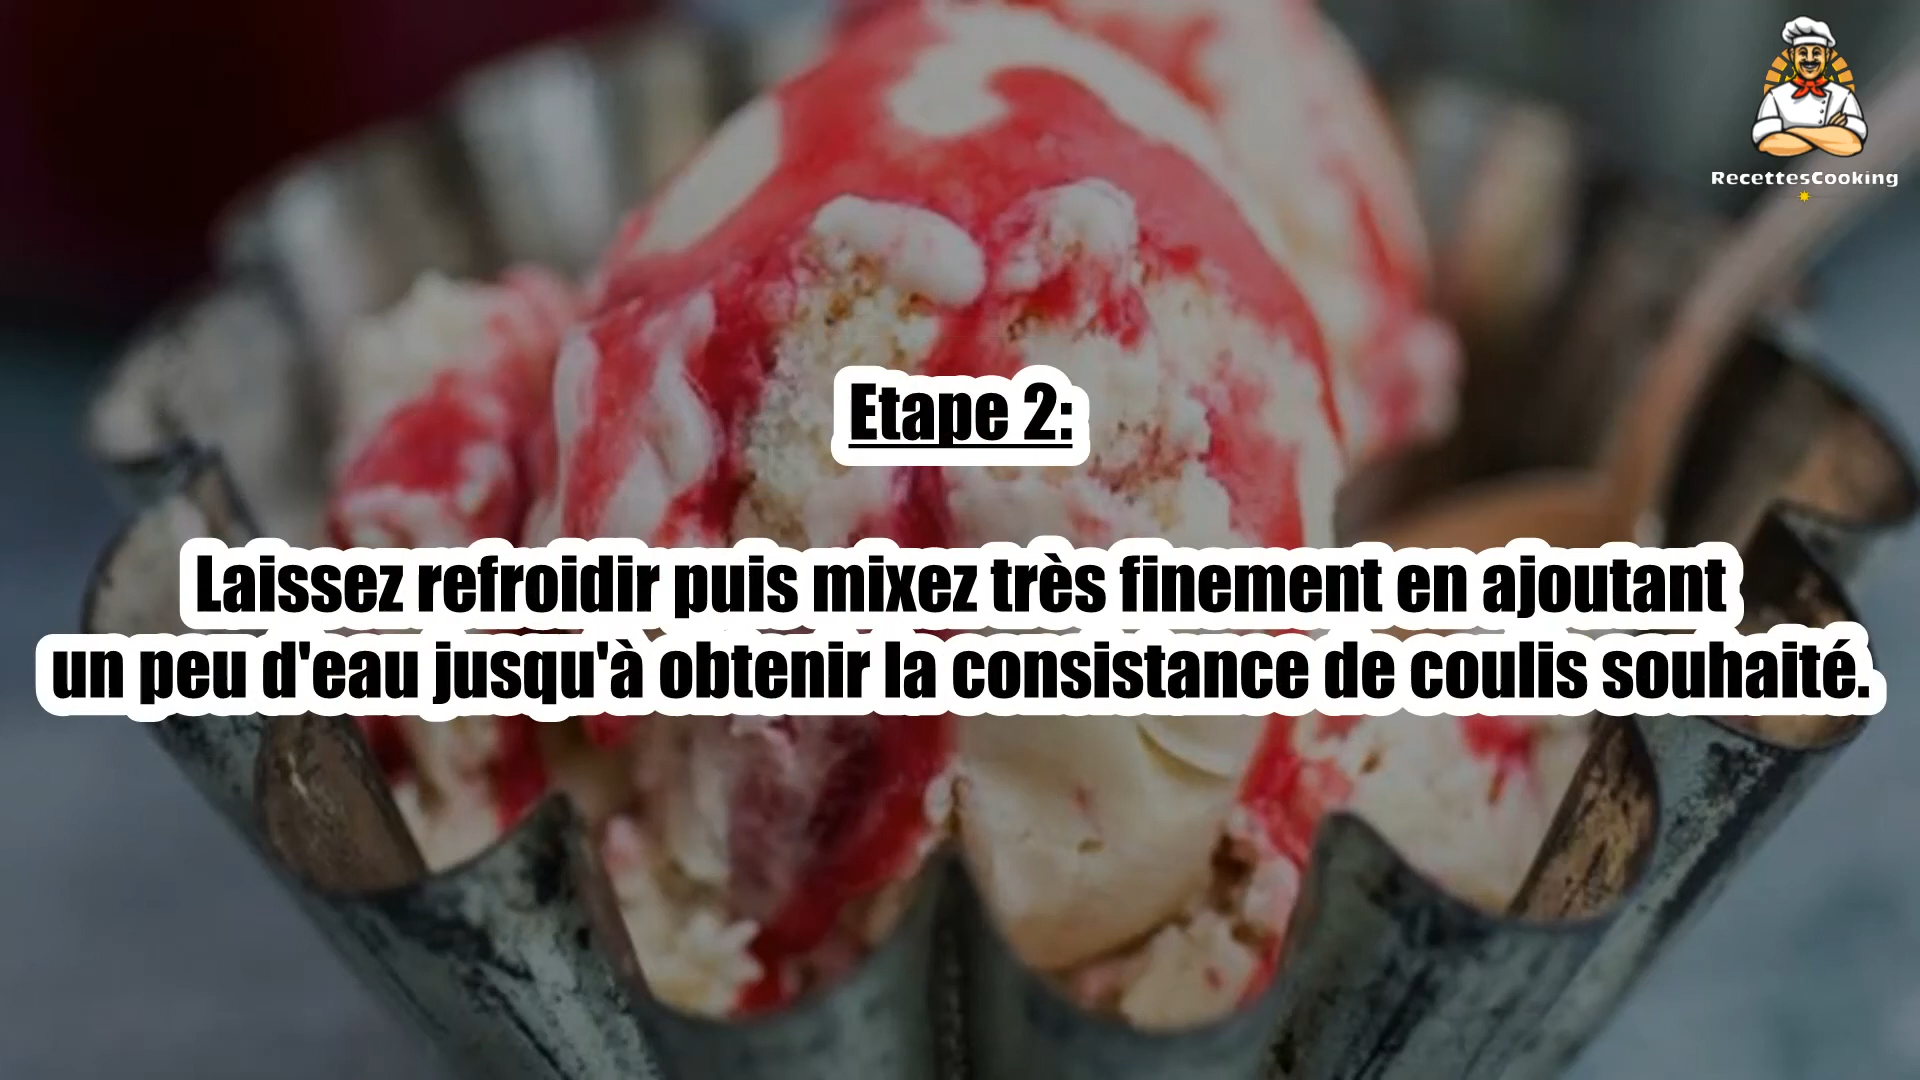 RecettesCooking
Etape 2:
Laissez refroidir puis mixez très finement en ajoutant
un peu d'eau jusqu'à obtenir la consistance de coulis souhaité.